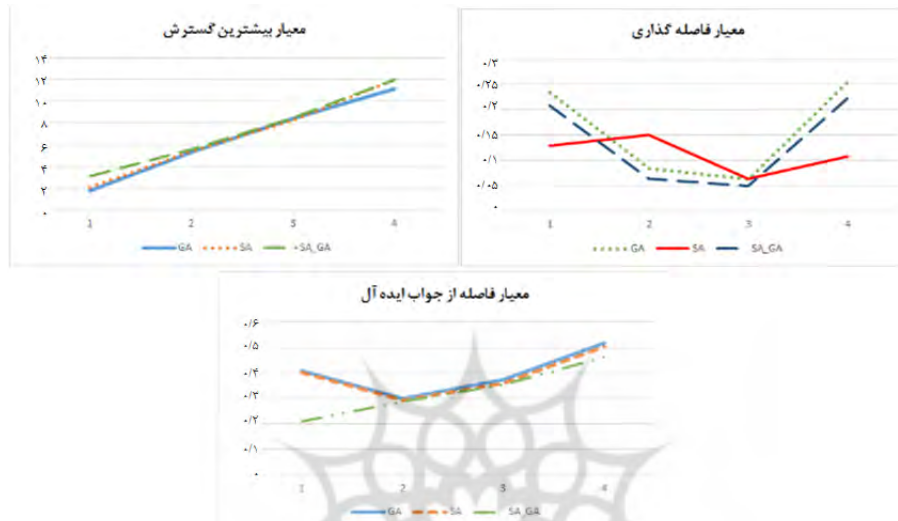 معیار بیشترین گسترش
۱۴
۱۲
۱۰
۸
۶
۴
۲
۰
1 2 3 4
GA SA SA_GA
معیار فاصله گذاری
۰/۳
۰/۲۵
۰/۲
۰/۱۵
۰/۱
۰/۰۵
۰
1 2 3 4
GA SA SA_GA
معیار فاصله از جواب ایده آل
۰/۶
۰/۵
۰/۴
۰/۳
۰/۲
۰/۱
۰
1 2 3 4
GA SA SA_GA